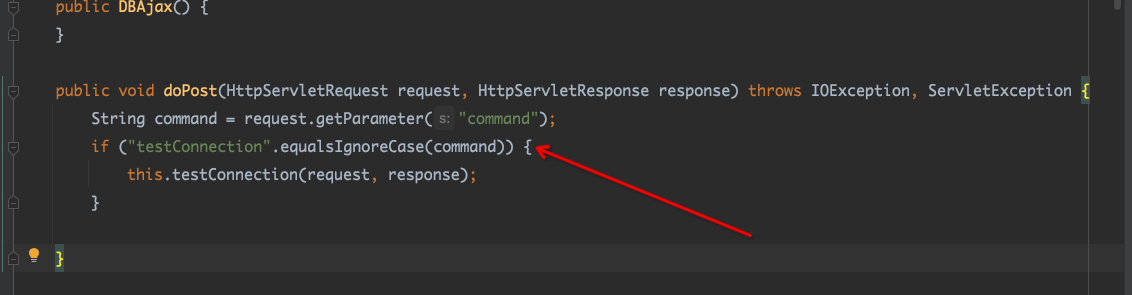 public DBAjax() {
}
public void doPost(HttpServletRequest request, HttpServletResponse response) throws IOException, ServletException {
String command = request.getParameter( s: "command");
if ("testConnection".equalsIgnoreCase(command)) {
this.testConnection(request, response);
}
}